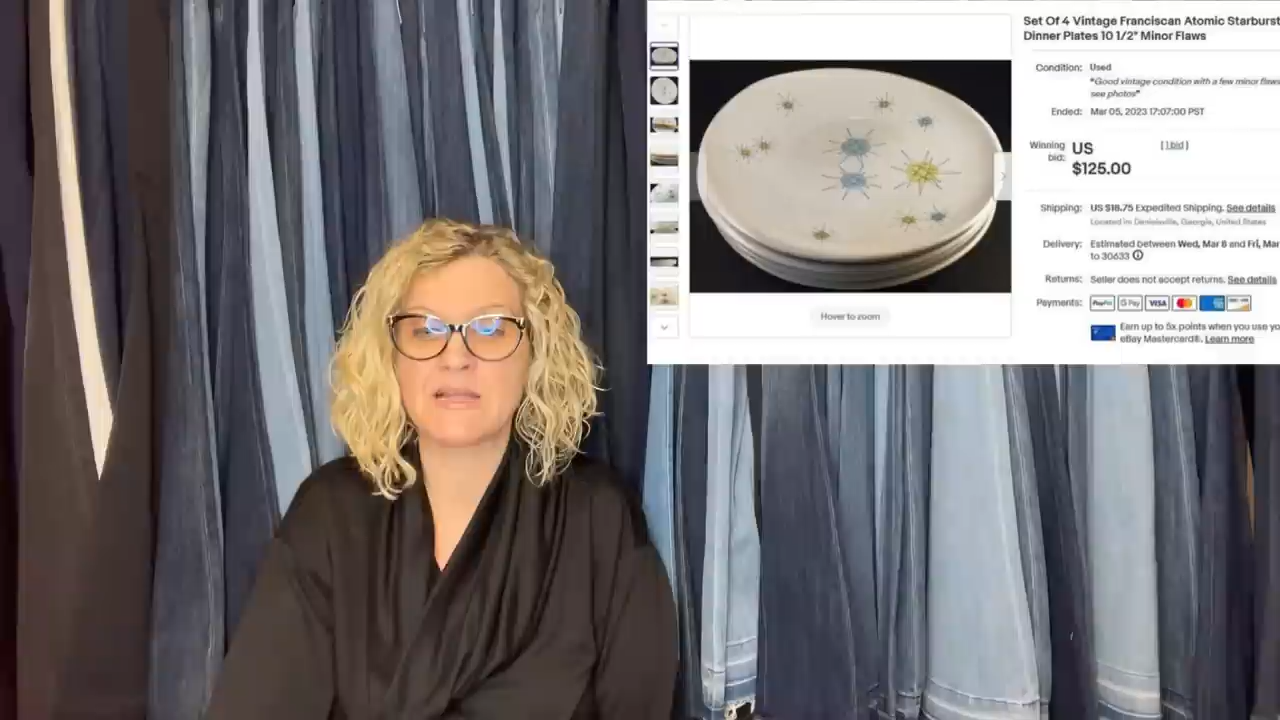 Set Of 4 Vintage Franciscan Atomic Starburst
Dinner Plates 10 1/2" Minor Flaws
Condition: Used
"Good vintage condition with a few minor flaws
see photos"
Ended: Mar 05, 2023 17:07:00 PST
Winning bid: US $125.00 [ 1 bid ]
Shipping: US $18.75 Expedited Shipping. See details
Located in: Danielsville, Georgia, United States
Delivery: Estimated between Wed, Mar 8 and Fri, Mar
to 30633
Returns: Seller does not accept returns. See details
Payments: PayPal G Pay VISA
Earn up to 5x points when you use yo
eBay Mastercard®. Learn more
Hover to zoom